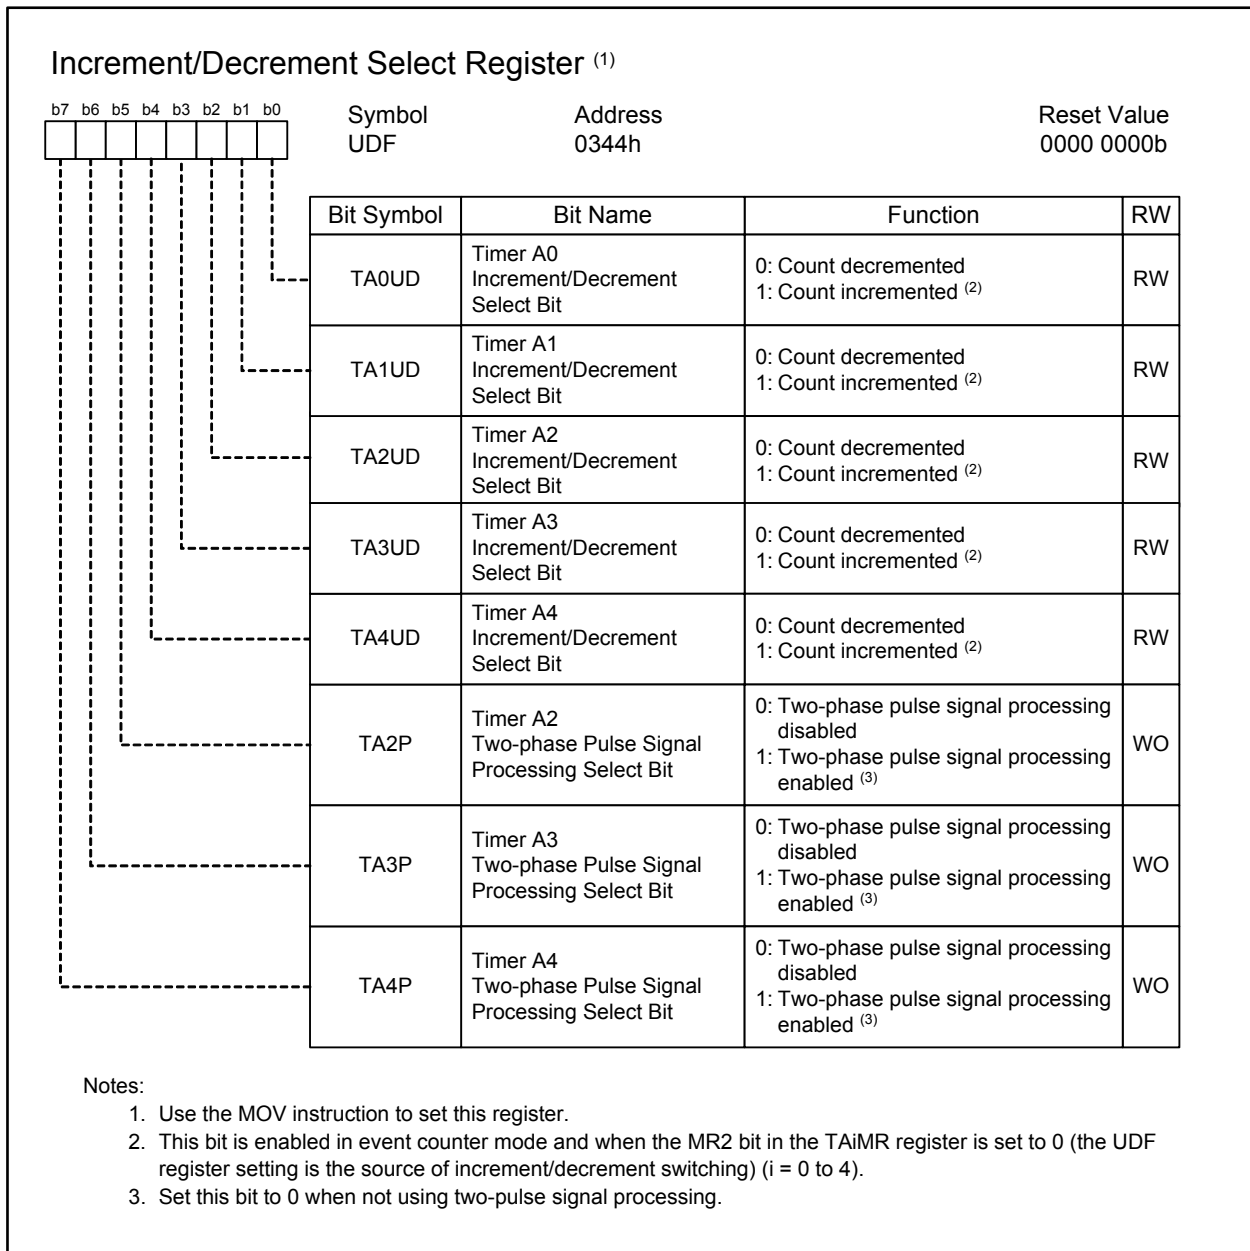 Increment/Decrement Select Register (1)
b7 b6 b5 b4 b3 b2 b1 b0
Symbol Address Reset Value
UDF 0344h 0000 0000b
Bit Symbol Bit Name Function RW
TA0UD
Timer A0
Increment/Decrement
Select Bit
0: Count decremented
1: Count incremented (2)
RW
TA1UD
Timer A1
Increment/Decrement
Select Bit
0: Count decremented
1: Count incremented (2)
RW
TA2UD
Timer A2
Increment/Decrement
Select Bit
0: Count decremented
1: Count incremented (2)
RW
TA3UD
Timer A3
Increment/Decrement
Select Bit
0: Count decremented
1: Count incremented (2)
RW
TA4UD
Timer A4
Increment/Decrement
Select Bit
0: Count decremented
1: Count incremented (2)
RW
TA2P
Timer A2
Two-phase Pulse Signal
Processing Select Bit
0: Two-phase pulse signal processing
disabled
1: Two-phase pulse signal processing
enabled (3)
WO
TA3P
Timer A3
Two-phase Pulse Signal
Processing Select Bit
0: Two-phase pulse signal processing
disabled
1: Two-phase pulse signal processing
enabled (3)
WO
TA4P
Timer A4
Two-phase Pulse Signal
Processing Select Bit
0: Two-phase pulse signal processing
disabled
1: Two-phase pulse signal processing
enabled (3)
WO
Notes:
1. Use the MOV instruction to set this register.
2. This bit is enabled in event counter mode and when the MR2 bit in the TAiMR register is set to 0 (the UDF
register setting is the source of increment/decrement switching) (i = 0 to 4).
3. Set this bit to 0 when not using two-pulse signal processing.